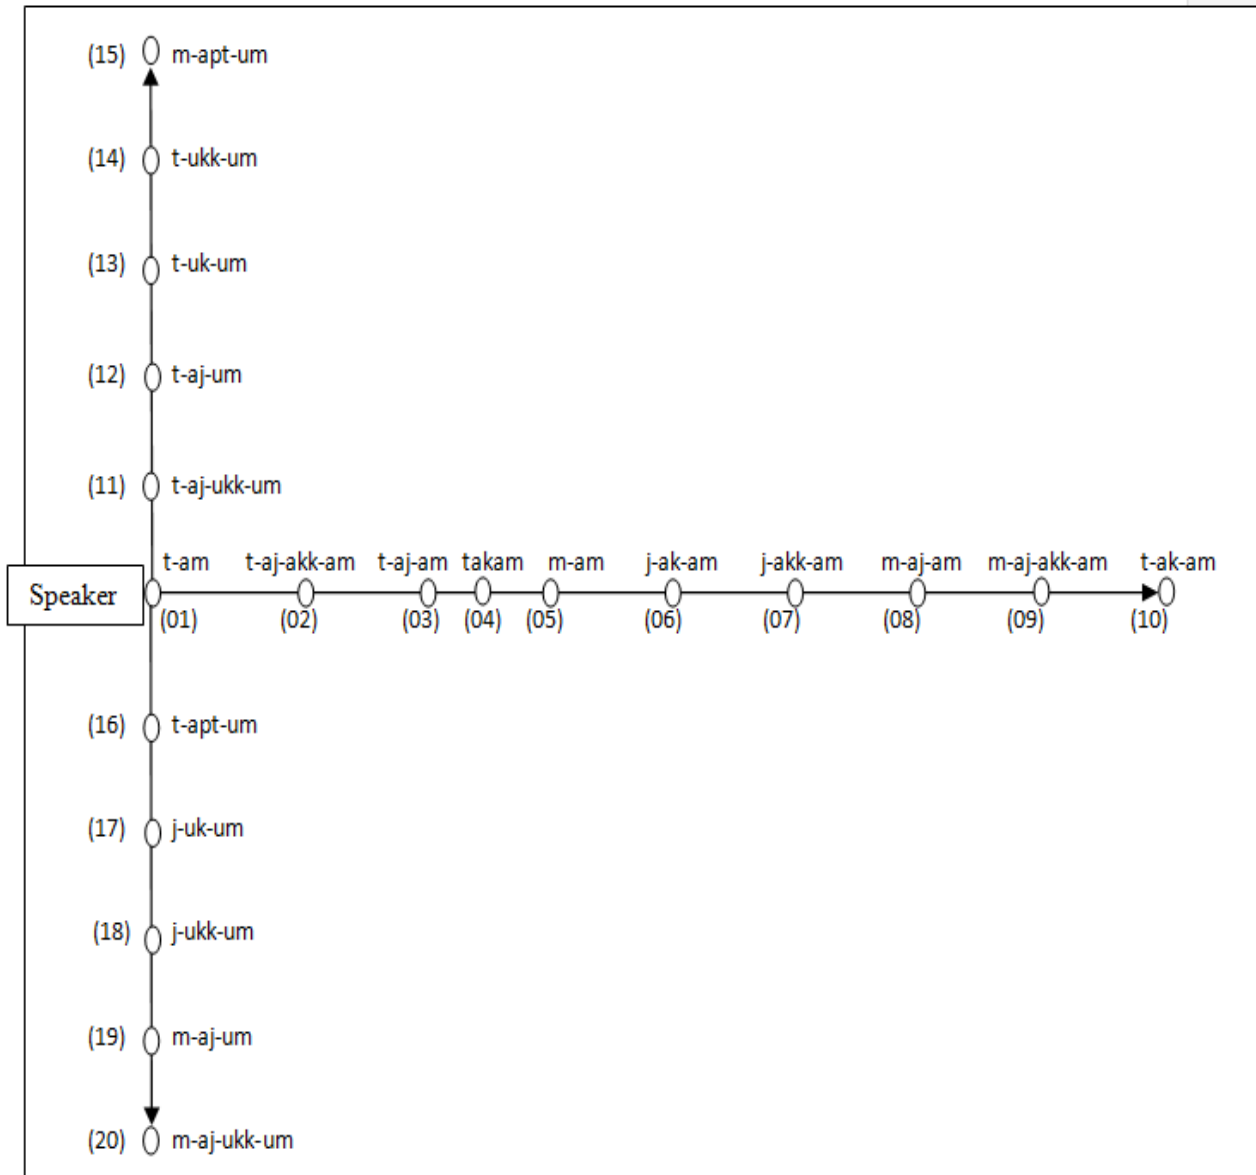 (15) m-apt-um
(14) t-ukk-um
(13) t-uk-um
(12) t-aj-um
(11) t-aj-ukk-um
t-am t-aj-akk-am t-aj-am takam m-am j-ak-am j-akk-am m-aj-am m-aj-akk-am t-ak-am
Speaker
(01) (02) (03) (04) (05) (06) (07) (08) (09) (10)
(16) t-apt-um
(17) j-uk-um
(18) j-ukk-um
(19) m-aj-um
(20) m-aj-ukk-um